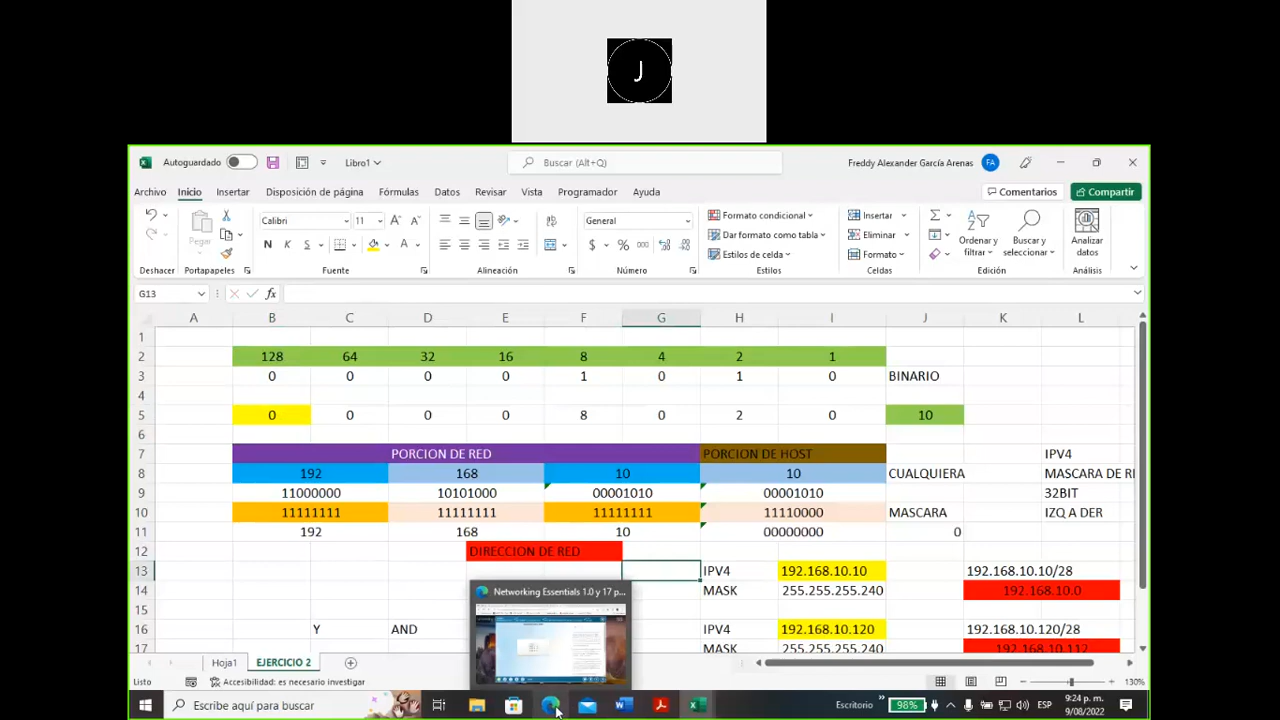 J
Autoguardado Libro1 Buscar (Alt+Q) Freddy Alexander García Arenas FA
Archivo Inicio Insertar Disposición de página Fórmulas Datos Revisar Vista Programador Ayuda Comentarios Compartir
Pegar Calibri 11 General Formato condicional Insertar
N K S Dar formato como tabla Eliminar Ordenar y filtrar Buscar y seleccionar Analizar datos
$ % 000 Estilos de celda Formato
Deshacer Portapapeles Fuente Alineación Número Estilos Celdas Edición Análisis
G13 fx
A B C D E F G H I J K L
1
2 128 64 32 16 8 4 2 1
3 0 0 0 0 1 0 1 0 BINARIO
4
5 0 0 0 0 8 0 2 0 10
6
7 PORCION DE RED PORCION DE HOST IPV4
8 192 168 10 10 CUALQUIERA MASCARA DE RE
9 11000000 10101000 00001010 00001010 32BIT
10 11111111 11111111 11111111 11110000 MASCARA IZQ A DER
11 192 168 10 00000000 0
12 DIRECCION DE RED
13 IPV4 192.168.10.10 192.168.10.10/28
14 MASK 255.255.255.240 192.168.10.0
15
16 Y AND IPV4 192.168.10.120 192.168.10.120/28
17 MASK 255.255.255.240 192.168.10.112
Networking Essentials 1.0 y 17 p...
Hoja1 EJERCICIO 2
Listo Accesibilidad: es necesario investigar 130%
Escribe aquí para buscar Escritorio 98% ESP 9:24 p. m.
9/08/2022